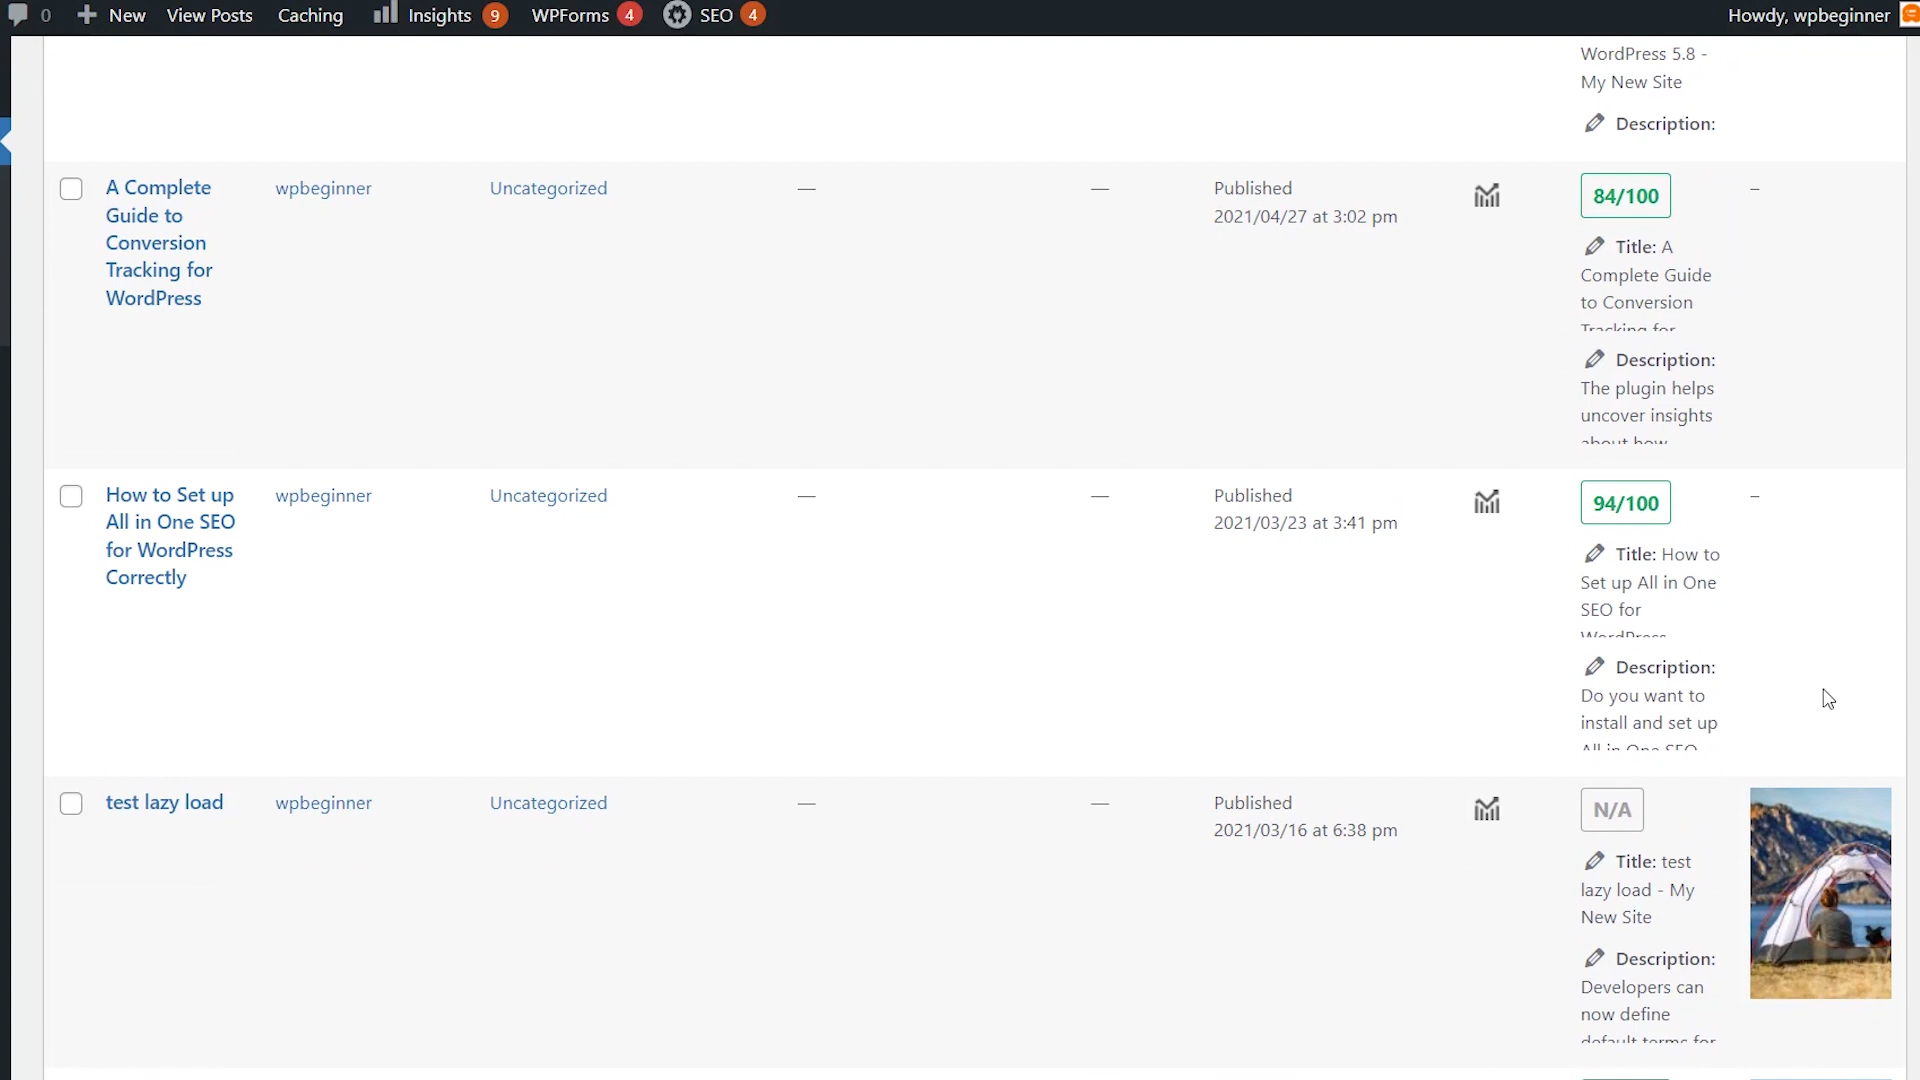 0 New View Posts Caching Insights 9 WPForms 4 SEO 4 Howdy, wpbeginner
WordPress 5.8 -
My New Site
Description:
A Complete
Guide to
Conversion
Tracking for
WordPress
wpbeginner
Uncategorized
—
—
Published
2021/04/27 at 3:02 pm
84/100
Title: A
Complete Guide
to Conversion
Tracking for
Description:
The plugin helps
uncover insights
about how
–
How to Set up
All in One SEO
for WordPress
Correctly
wpbeginner
Uncategorized
—
—
Published
2021/03/23 at 3:41 pm
94/100
Title: How to
Set up All in One
SEO for
WordPress
Description:
Do you want to
install and set up
All in One SEO
–
test lazy load
wpbeginner
Uncategorized
—
—
Published
2021/03/16 at 6:38 pm
N/A
Title: test
lazy load - My
New Site
Description:
Developers can
now define
default terms for